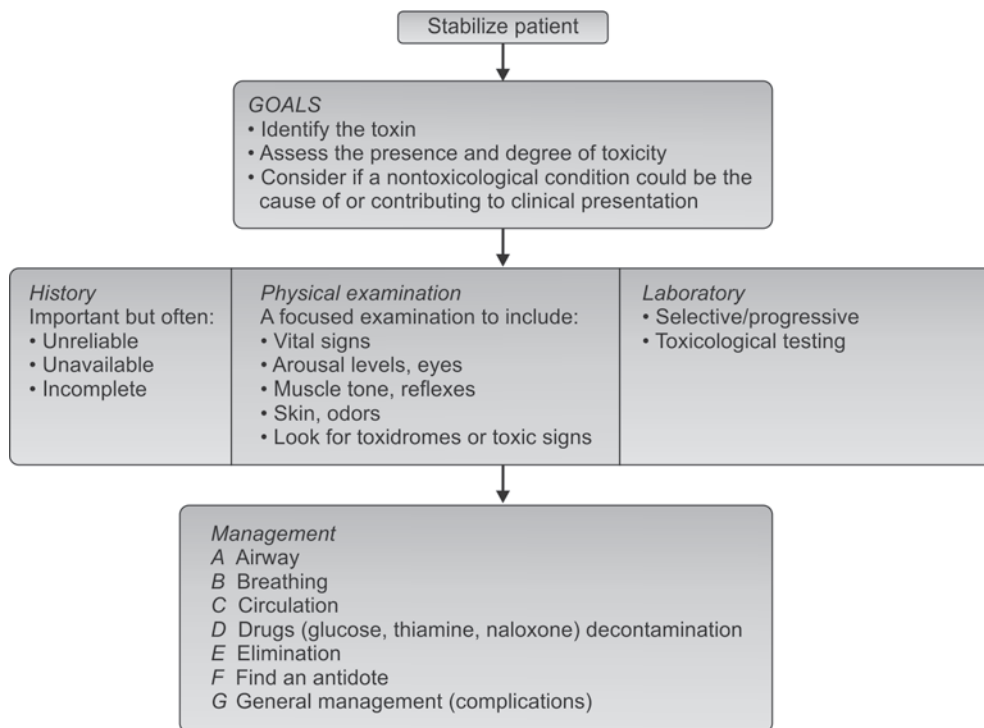 Stabilize patient
GOALS
• Identify the toxin
• Assess the presence and degree of toxicity
• Consider if a nontoxicological condition could be the
cause of or contributing to clinical presentation
History
Important but often:
• Unreliable
• Unavailable
• Incomplete
Physical examination
A focused examination to include:
• Vital signs
• Arousal levels, eyes
• Muscle tone, reflexes
• Skin, odors
• Look for toxidromes or toxic signs
Laboratory
• Selective/progressive
• Toxicological testing
Management
A Airway
B Breathing
C Circulation
D Drugs (glucose, thiamine, naloxone) decontamination
E Elimination
F Find an antidote
G General management (complications)